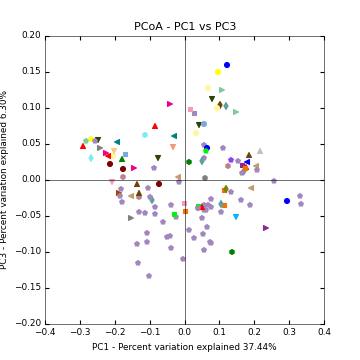 PCoA - PC1 vs PC3
0.20
0.15
0.10
0.05
0.00
−0.05
−0.10
−0.15
−0.20
PC3 - Percent variation explained 6.30%
−0.4 −0.3 −0.2 −0.1 0.0 0.1 0.2 0.3 0.4
PC1 - Percent variation explained 37.44%